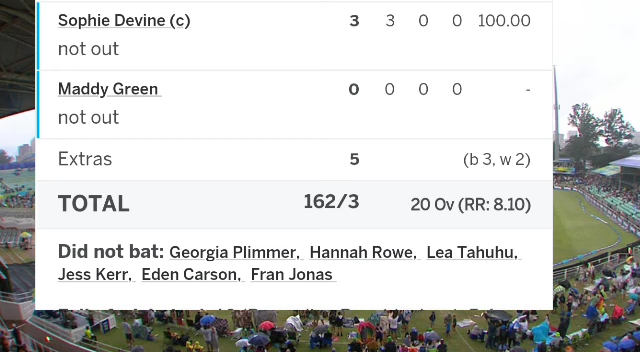 Sophie Devine (c) 3 3 0 0 100.00
not out
Maddy Green 0 0 0 0 -
not out
Extras 5 (b 3, w 2)
TOTAL 162/3 20 Ov (RR: 8.10)
Did not bat: Georgia Plimmer, Hannah Rowe, Lea Tahuhu,
Jess Kerr, Eden Carson, Fran Jonas